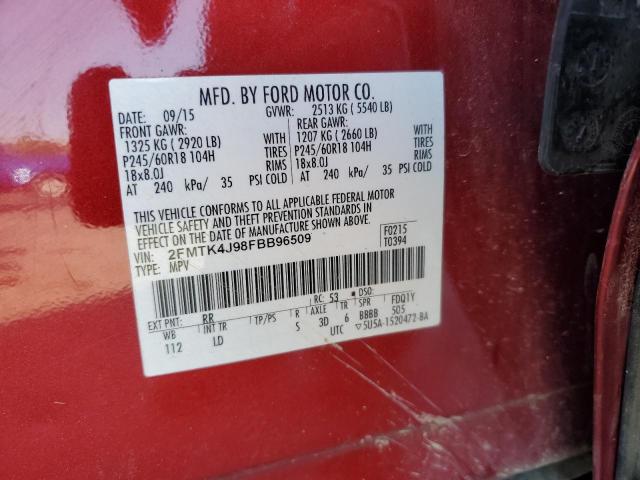 MFD. BY FORD MOTOR CO.
DATE: 09/15 GVWR: 2513 KG ( 5540 LB)
FRONT GAWR: REAR GAWR:
1325 KG ( 2920 LB) WITH 1207 KG ( 2660 LB) WITH
P245/60R18 104H TIRES P245/60R18 104H TIRES
18x8.0J RIMS 18x8.0J RIMS
AT 240 kPa/ 35 PSI COLD AT 240 kPa/ 35 PSI COLD
THIS VEHICLE CONFORMS TO ALL APPLICABLE FEDERAL MOTOR
VEHICLE SAFETY AND THEFT PREVENTION STANDARDS IN
EFFECT ON THE DATE OF MANUFACTURE SHOWN ABOVE.
VIN: 2FMTK4J98FBB96509 F0215
TYPE: MPV T0394
EXT PNT: RR RC: 53 DSO: FDQ1Y
WB INT TR TP/PS R AXLE TR SPR 505
112 LD S 3D 6 BBBB
UTC ▽5U5A-1520472-BA